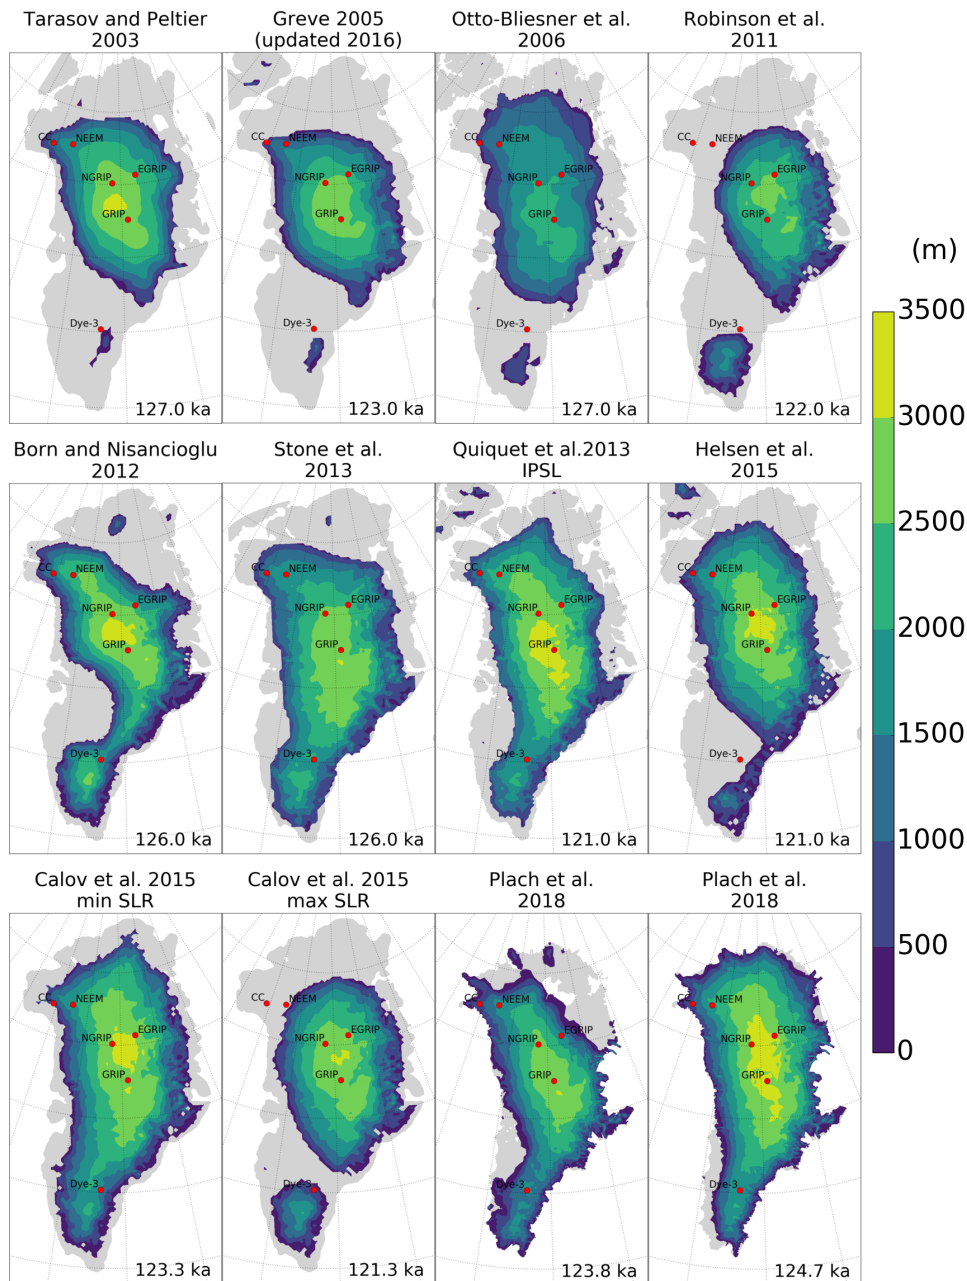 Tarasov and Peltier
2003
Greve 2005
(updated 2016)
Otto-Bliesner et al.
2006
Robinson et al.
2011
CC
NEEM
NGRIP
EGRIP
GRIP
Dye-3
127.0 ka
CC
NEEM
NGRIP
EGRIP
GRIP
Dye-3
123.0 ka
CC
NEEM
NGRIP
EGRIP
GRIP
Dye-3
127.0 ka
CC
NEEM
NGRIP
EGRIP
GRIP
Dye-3
122.0 ka
Born and Nisancioglu
2012
Stone et al.
2013
Quiquet et al.2013
IPSL
Helsen et al.
2015
CC
NEEM
NGRIP
EGRIP
GRIP
Dye-3
126.0 ka
CC
NEEM
NGRIP
EGRIP
GRIP
Dye-3
126.0 ka
CC
NEEM
NGRIP
EGRIP
GRIP
Dye-3
121.0 ka
CC
NEEM
NGRIP
EGRIP
GRIP
Dye-3
121.0 ka
Calov et al. 2015
min SLR
Calov et al. 2015
max SLR
Plach et al.
2018
Plach et al.
2018
CC
NEEM
NGRIP
EGRIP
GRIP
Dye-3
123.3 ka
CC
NEEM
NGRIP
EGRIP
GRIP
Dye-3
121.3 ka
CC
NEEM
NGRIP
EGRIP
GRIP
Dye-3
123.8 ka
CC
NEEM
NGRIP
EGRIP
GRIP
Dye-3
124.7 ka
(m)
3500
3000
2500
2000
1500
1000
500
0